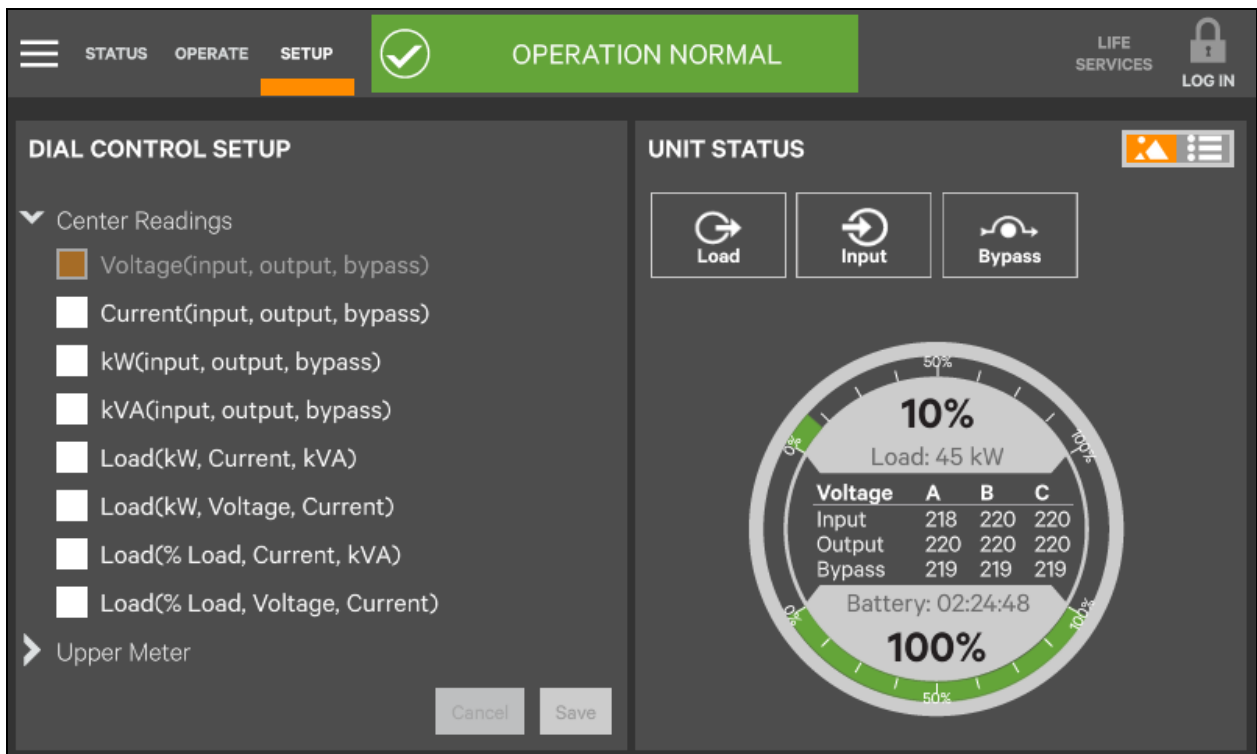 STATUS OPERATE SETUP OPERATION NORMAL LIFE SERVICES LOG IN
DIAL CONTROL SETUP
Center Readings
Voltage(input, output, bypass)
Current(input, output, bypass)
kW(input, output, bypass)
kVA(input, output, bypass)
Load(kW, Current, kVA)
Load(kW, Voltage, Current)
Load(% Load, Current, kVA)
Load(% Load, Voltage, Current)
Upper Meter
Cancel Save
UNIT STATUS
Load Input Bypass
50%
0% 100%
10%
Load: 45 kW
Voltage A B C
Input 218 220 220
Output 220 220 220
Bypass 219 219 219
Battery: 02:24:48
0% 100%
100%
50%